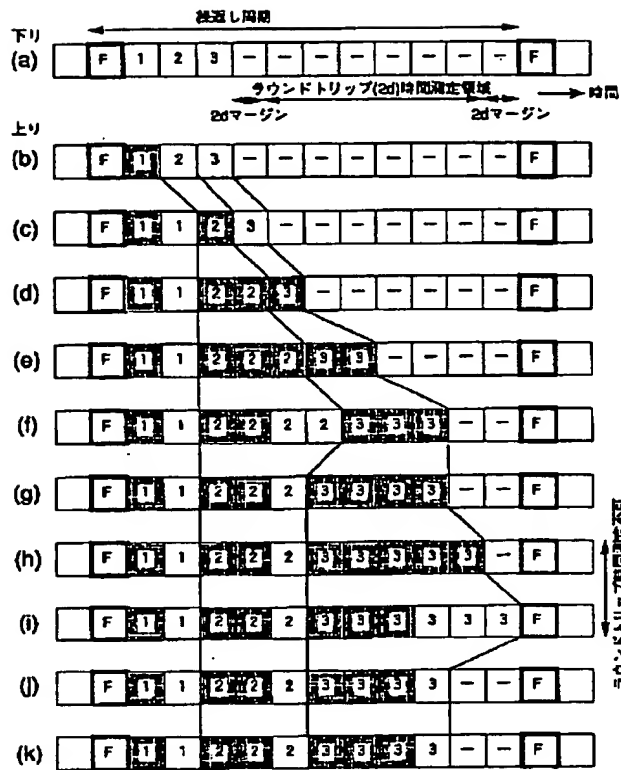 繰返し周期
下り
(a) F 1 2 3 — — — — — — — — F
ラウンドトリップ(2d)時間測定領域
時間
2dマージン 2dマージン
上り
(b) F 1 2 3 — — — — — — — — F
(c) F 1 1 2 3 — — — — — — — F
(d) F 1 1 2 2 3 — — — — — — F
(e) F 1 1 2 2 2 3 3 — — — — F
(f) F 1 1 2 2 2 2 3 3 3 — — F
(g) F 1 1 2 2 2 3 3 3 3 — — F
(h) F 1 1 2 2 2 3 3 3 3 3 — F
(i) F 1 1 2 2 2 3 3 3 3 3 3 F
(j) F 1 1 2 2 2 3 3 3 3 — — F
(k) F 1 1 2 2 2 3 3 3 3 — — F
ラウンドトリップ時間測定不可